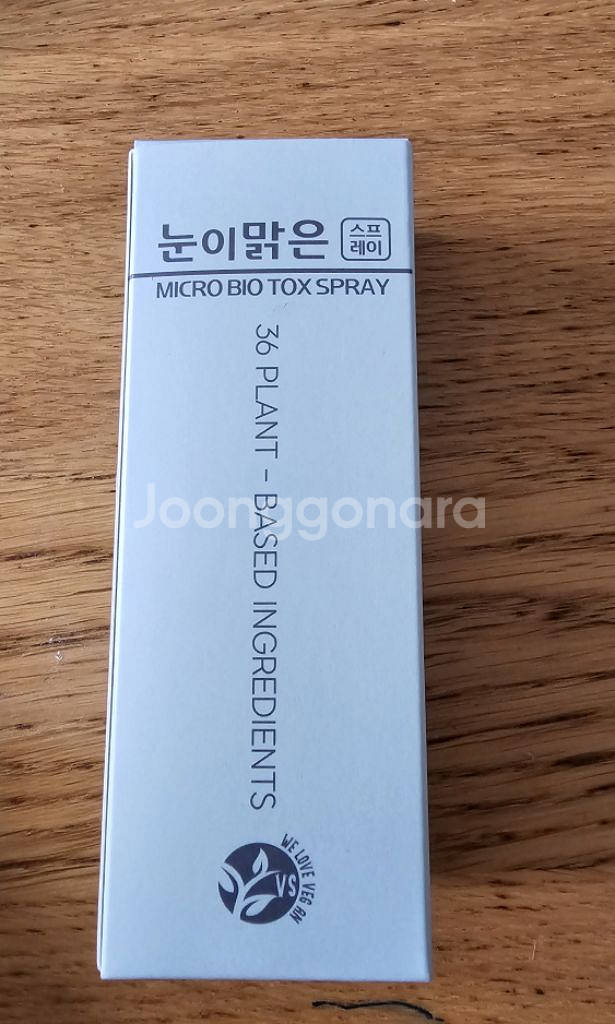 눈이맑은 스프레이
MICRO BIO TOX SPRAY
36 PLANT - BASED INGREDIENTS
Joonggonara
WE LOVE VEGAN
VS